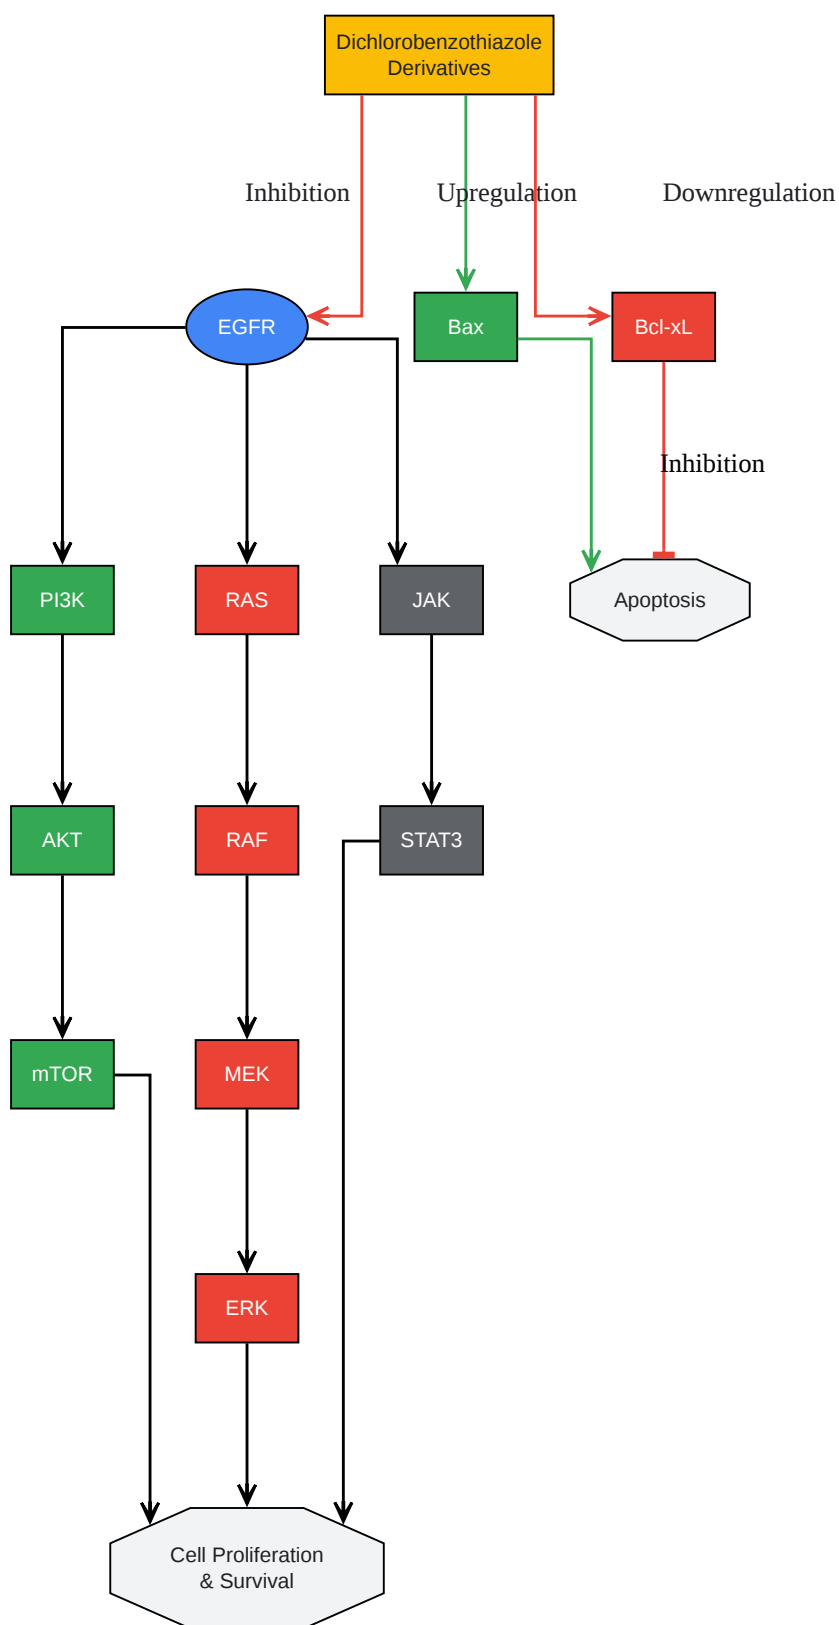 Dichlorobenzothiazole
Derivatives
Inhibition
Upregulation
Downregulation
EGFR
Bax
Bcl-xL
Inhibition
PI3K
RAS
JAK
Apoptosis
AKT
RAF
STAT3
mTOR
MEK
ERK
Cell Proliferation
& Survival